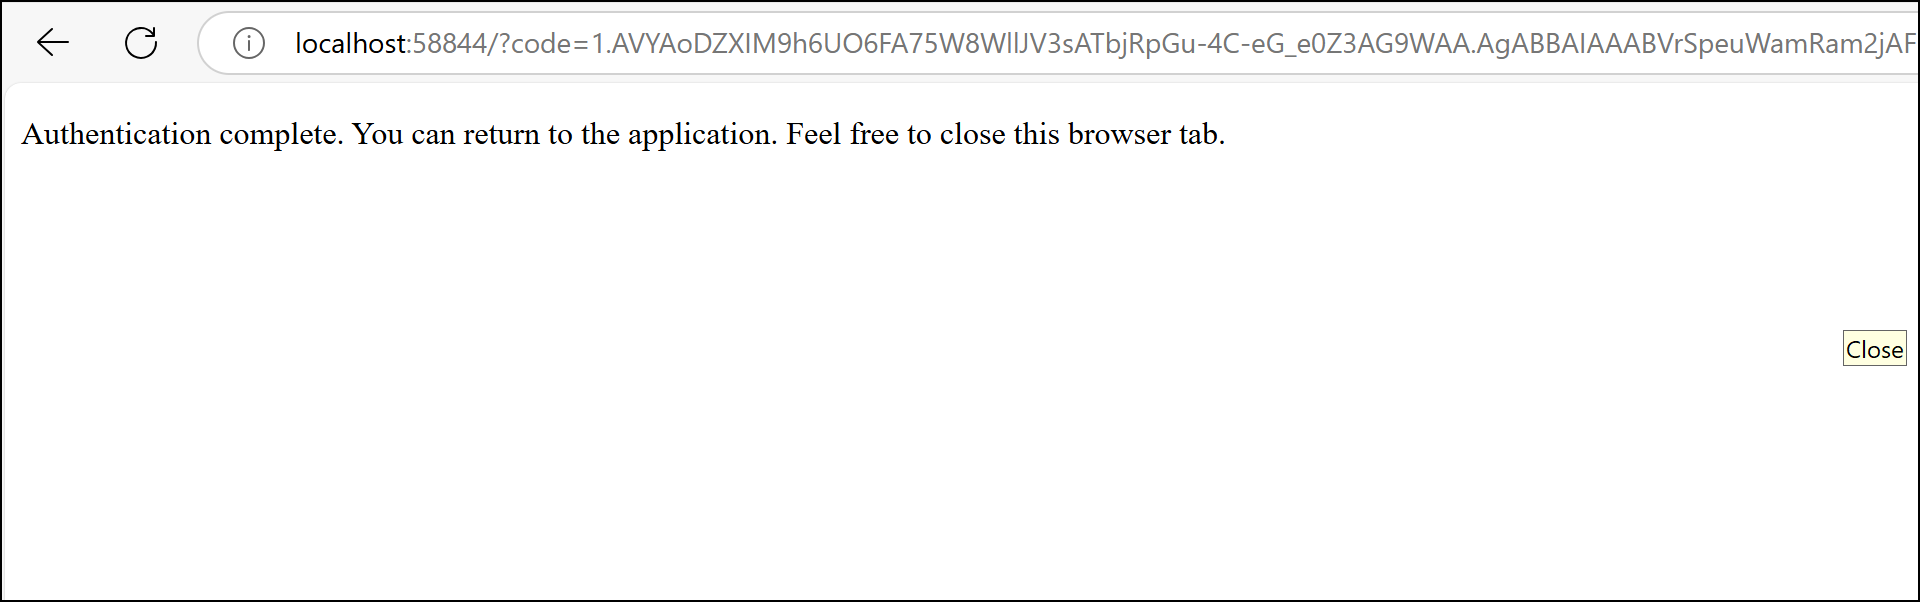 localhost:58844/?code=1.AVYAoDZXIM9h6UO6FA75W8WllJV3sATbjRpGu-4C-eG_e0Z3AG9WAA.AgABBAIAAABVrSpeuWamRam2jAF
Authentication complete. You can return to the application. Feel free to close this browser tab.
Close